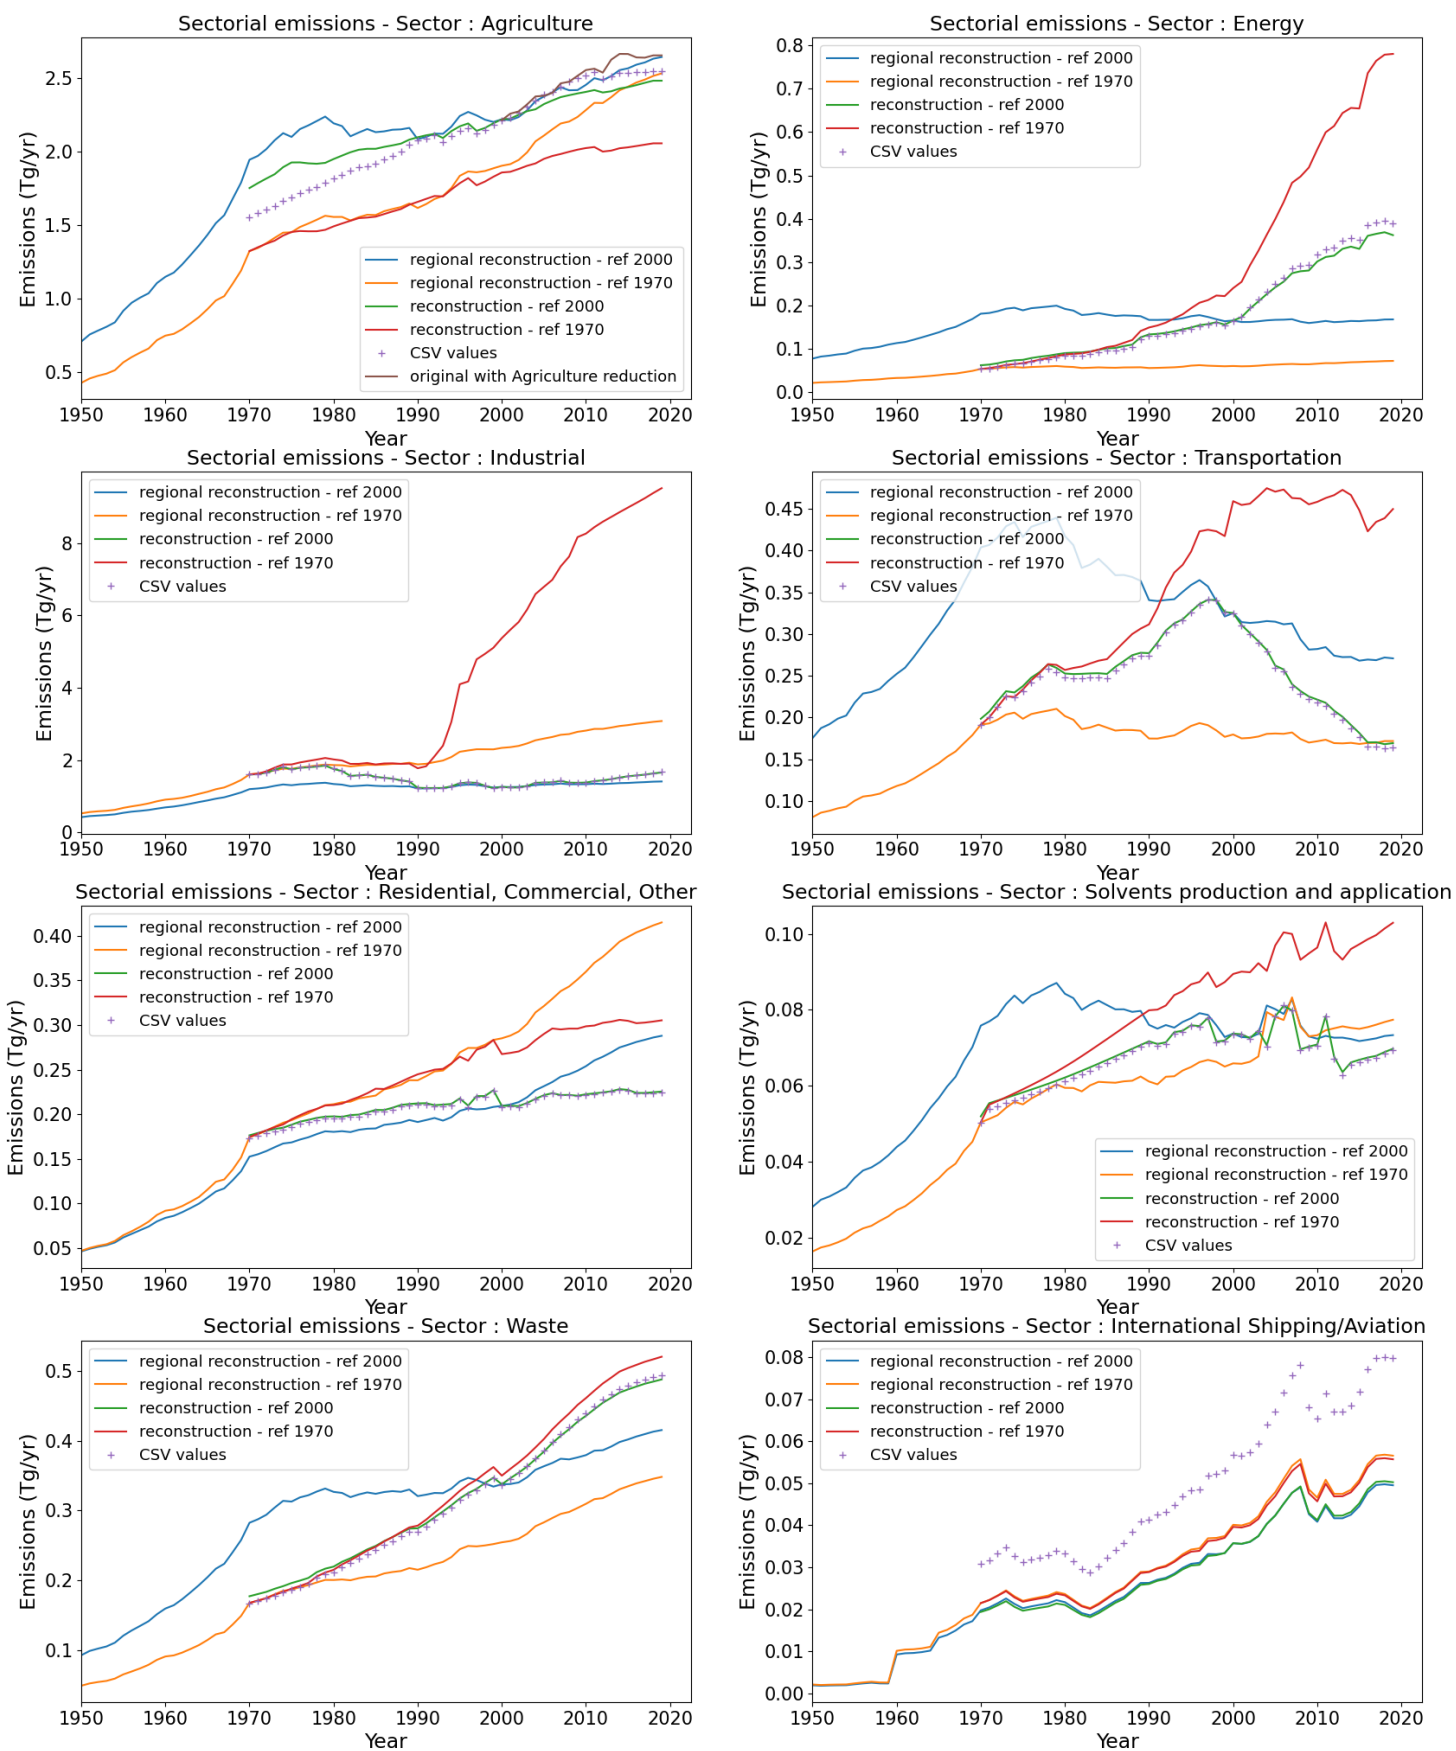 Sectorial emissions - Sector : Agriculture
Emissions (Tg/yr)
2.5
2.0
1.5
1.0
0.5
regional reconstruction - ref 2000
regional reconstruction - ref 1970
reconstruction - ref 2000
reconstruction - ref 1970
CSV values
original with Agriculture reduction
1950 1960 1970 1980 1990 2000 2010 2020
Year
Sectorial emissions - Sector : Energy
Emissions (Tg/yr)
0.8
0.7
0.6
0.5
0.4
0.3
0.2
0.1
0.0
regional reconstruction - ref 2000
regional reconstruction - ref 1970
reconstruction - ref 2000
reconstruction - ref 1970
CSV values
1950 1960 1970 1980 1990 2000 2010 2020
Year
Sectorial emissions - Sector : Industrial
Emissions (Tg/yr)
8
6
4
2
0
regional reconstruction - ref 2000
regional reconstruction - ref 1970
reconstruction - ref 2000
reconstruction - ref 1970
CSV values
1950 1960 1970 1980 1990 2000 2010 2020
Year
Sectorial emissions - Sector : Transportation
Emissions (Tg/yr)
0.45
0.40
0.35
0.30
0.25
0.20
0.15
0.10
regional reconstruction - ref 2000
regional reconstruction - ref 1970
reconstruction - ref 2000
reconstruction - ref 1970
CSV values
1950 1960 1970 1980 1990 2000 2010 2020
Year
Sectorial emissions - Sector : Residential, Commercial, Other
Emissions (Tg/yr)
0.40
0.35
0.30
0.25
0.20
0.15
0.10
0.05
regional reconstruction - ref 2000
regional reconstruction - ref 1970
reconstruction - ref 2000
reconstruction - ref 1970
CSV values
1950 1960 1970 1980 1990 2000 2010 2020
Year
Sectorial emissions - Sector : Solvents production and application
Emissions (Tg/yr)
0.10
0.08
0.06
0.04
0.02
regional reconstruction - ref 2000
regional reconstruction - ref 1970
reconstruction - ref 2000
reconstruction - ref 1970
CSV values
1950 1960 1970 1980 1990 2000 2010 2020
Year
Sectorial emissions - Sector : Waste
Emissions (Tg/yr)
0.5
0.4
0.3
0.2
0.1
regional reconstruction - ref 2000
regional reconstruction - ref 1970
reconstruction - ref 2000
reconstruction - ref 1970
CSV values
1950 1960 1970 1980 1990 2000 2010 2020
Year
Sectorial emissions - Sector : International Shipping/Aviation
Emissions (Tg/yr)
0.08
0.07
0.06
0.05
0.04
0.03
0.02
0.01
0.00
regional reconstruction - ref 2000
regional reconstruction - ref 1970
reconstruction - ref 2000
reconstruction - ref 1970
CSV values
1950 1960 1970 1980 1990 2000 2010 2020
Year